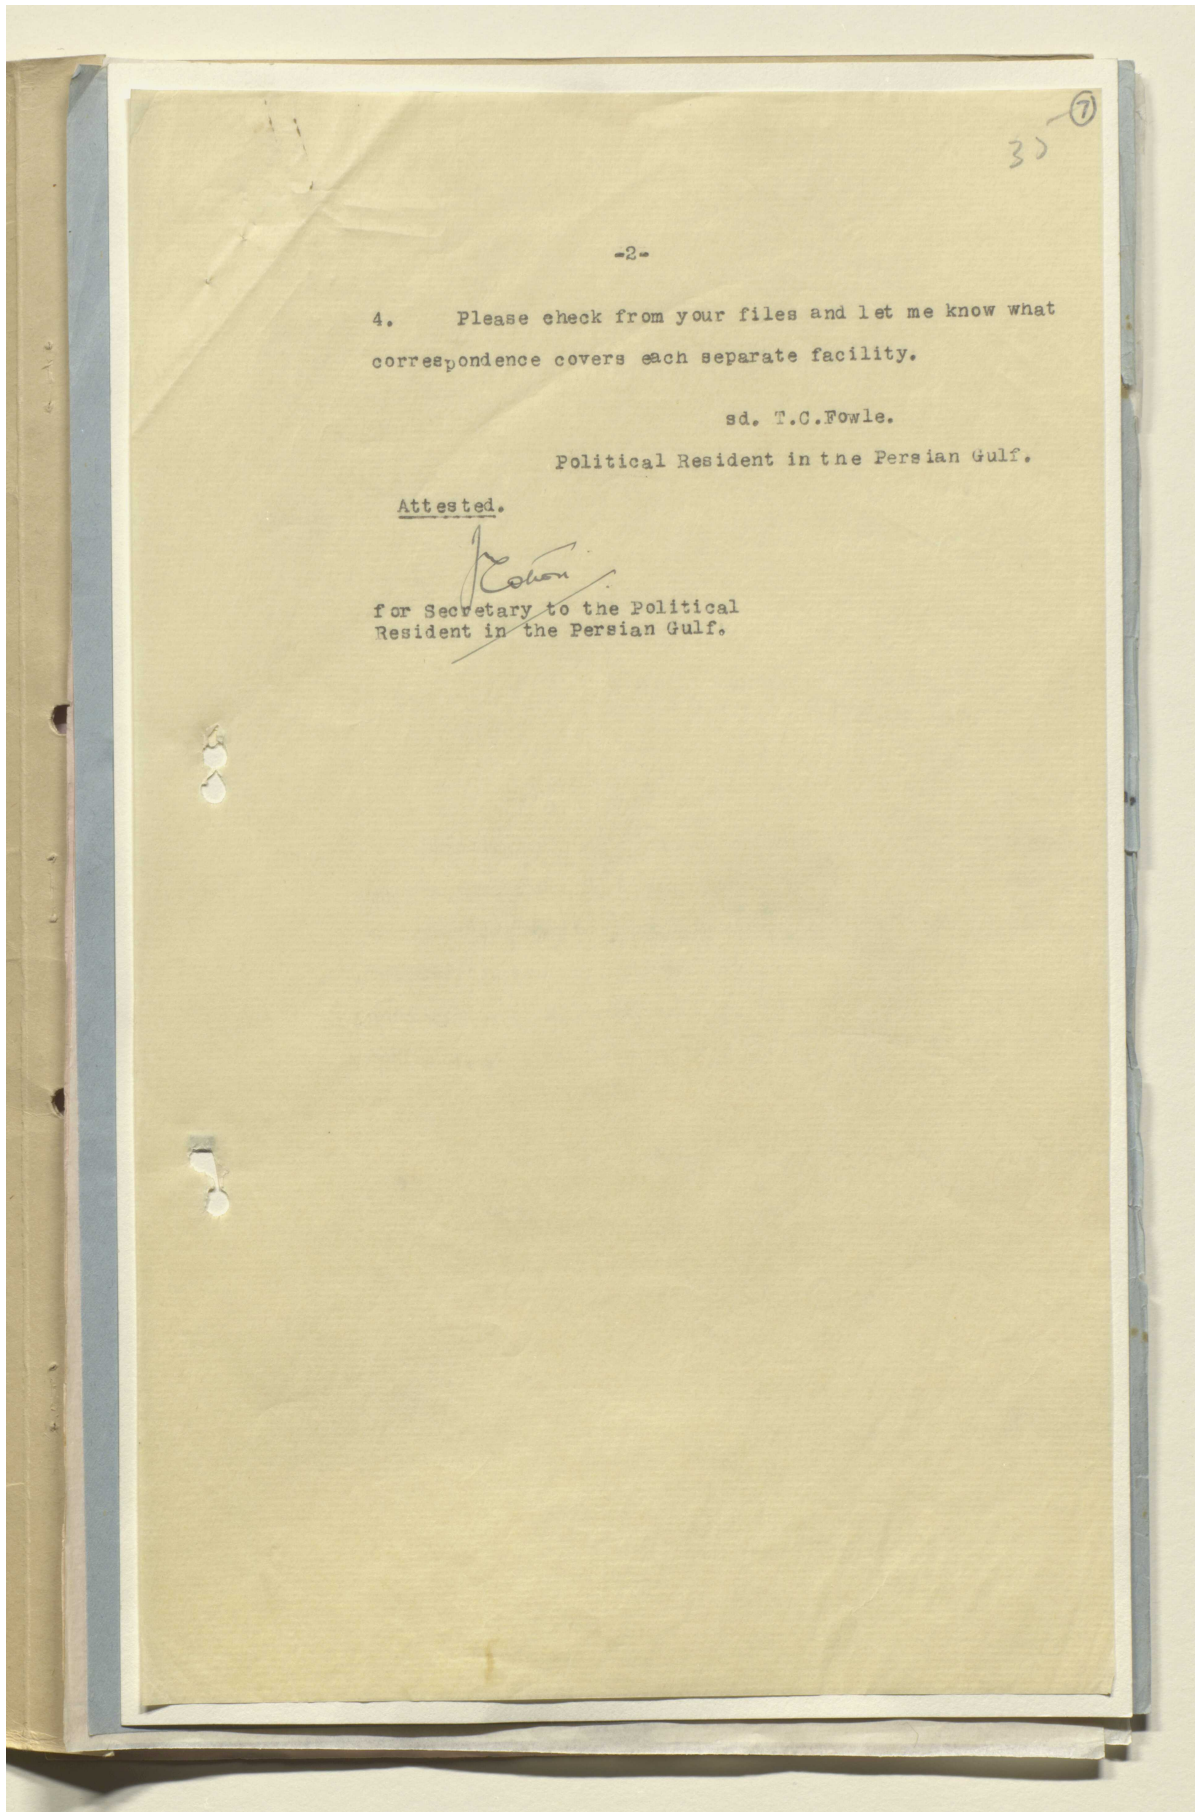 7
-2-
4. Please check from your files and let me know what
correspondence covers each separate facility.
sd. T.C.Fowle.
Political Resident in the Persian Gulf.
Attested.
for Secretary to the Political
Resident in the Persian Gulf.